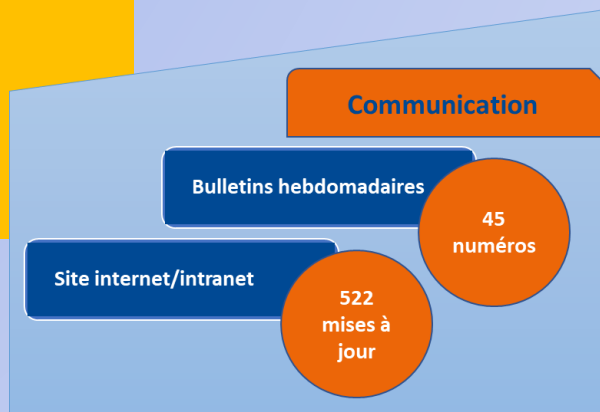 Communication
Bulletins hebdomadaires
45
numéros
Site internet/intranet
522
mises à
jour